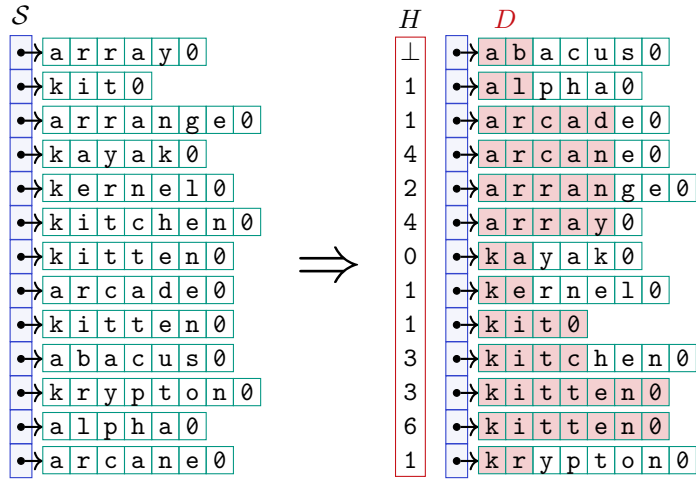 S H D
array0 ⊥ abacus0
kit0 1 alpha0
arrange0 1 arcade0
kayak0 4 arcane0
kernel0 2 arrange0
kitchen0 4 array0
kitten0 ⇒ 0 kayak0
arcade0 1 kernel0
kitten0 1 kit0
abacus0 3 kitchen0
krypton0 3 kitten0
alpha0 6 kitten0
arcane0 1 krypton0